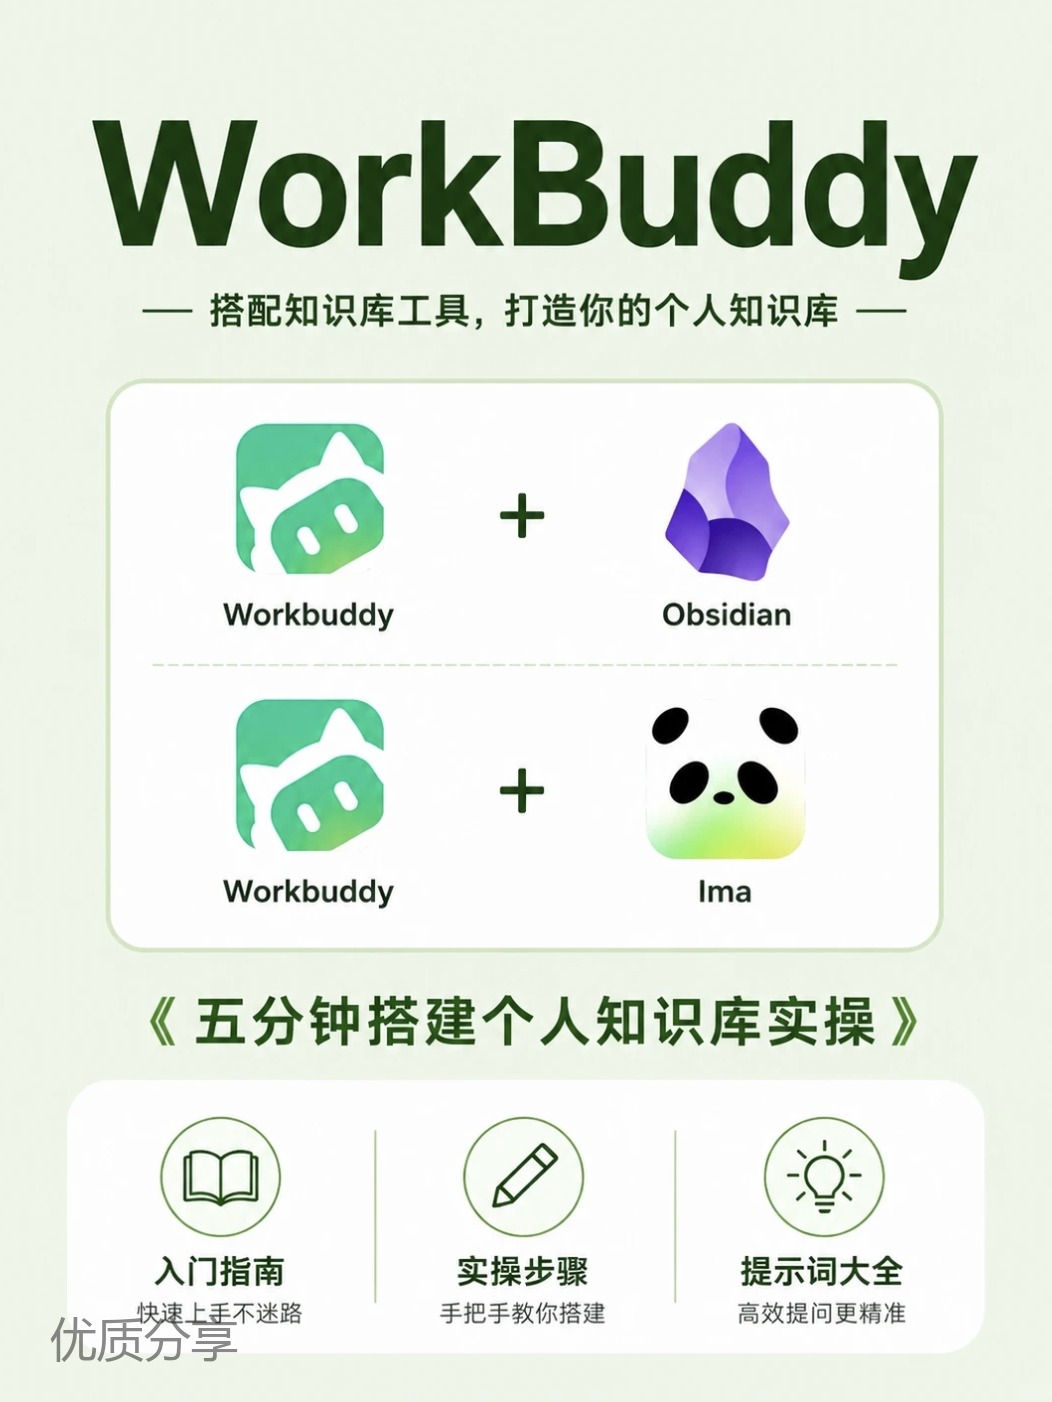 WorkBuddy
搭配知识库工具，打造你的个人知识库
Workbuddy + Obsidian
Workbuddy + Ima
《五分钟搭建个人知识库实操》
入门指南 实操步骤 提示词大全
快速上手不迷路 手把手教你搭建 高效提问更精准
优质分享